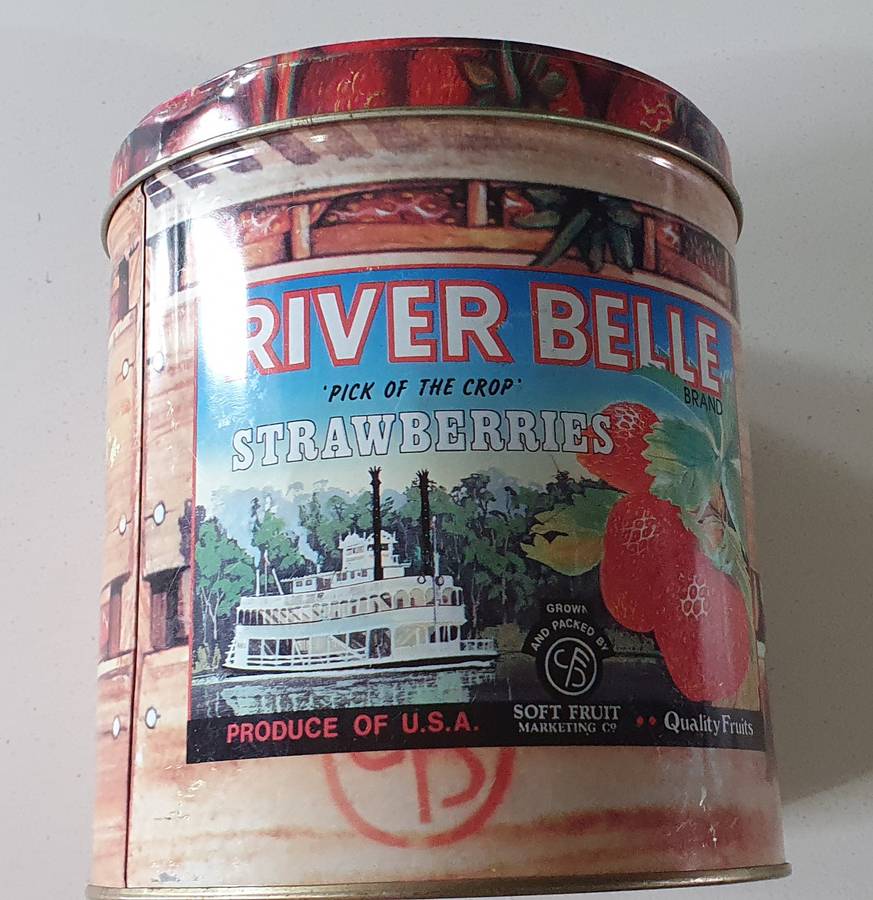 RIVER BELLE
BRAND
'PICK OF THE CROP'
STRAWBERRIES
GROWN
AND PACKED BY
SOFT FRUIT
MARKETING Cº
PRODUCE OF U.S.A.
Quality Fruits